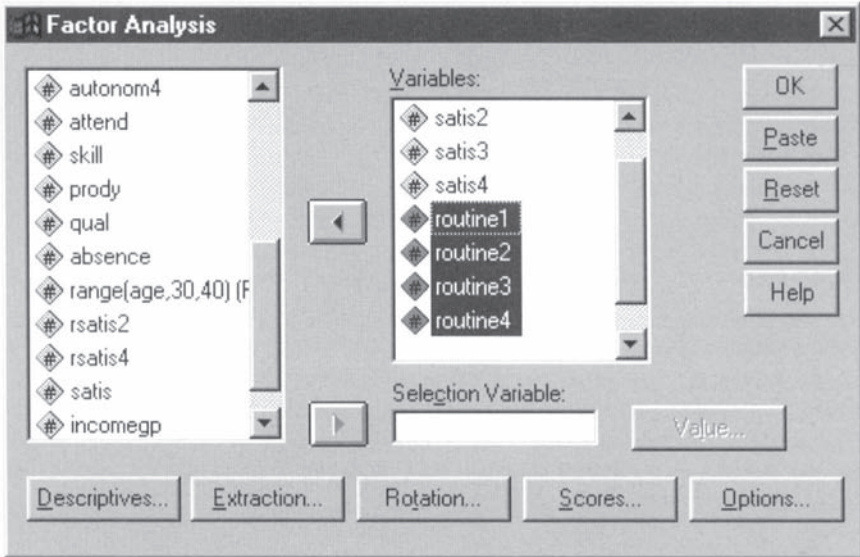 Factor Analysis
autonom4
attend
skill
prody
qual
absence
range(age,30,40) (F
rsatis2
rsatis4
satis
incomegp
Variables:
satis2
satis3
satis4
routine1
routine2
routine3
routine4
Selection Variable:
Value...
OK
Paste
Reset
Cancel
Help
Descriptives...
Extraction...
Rotation...
Scores...
Options...